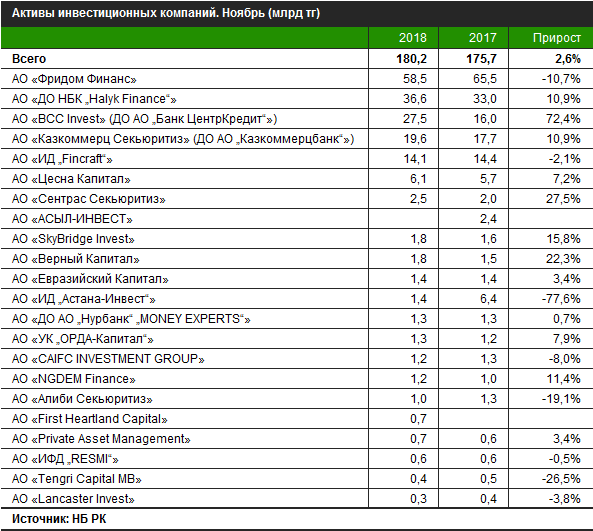 Активы инвестиционных компаний. Ноябрь (млрд тг)
2018 2017 Прирост
Всего 180,2 175,7 2,6%
АО «Фридом Финанс» 58,5 65,5 -10,7%
АО «ДО НБК „Halyk Finance“» 36,6 33,0 10,9%
АО «BCC Invest» (ДО АО „Банк ЦентрКредит“») 27,5 16,0 72,4%
АО «Казкоммерц Секьюритиз» (ДО АО „Казкоммерцбанк“») 19,6 17,7 10,9%
АО «ИД „Fincraft“» 14,1 14,4 -2,1%
АО «Цесна Капитал» 6,1 5,7 7,2%
АО «Сентрас Секьюритиз» 2,5 2,0 27,5%
АО «АСЫЛ-ИНВЕСТ» 2,4
АО «SkyBridge Invest» 1,8 1,6 15,8%
АО «Верный Капитал» 1,8 1,5 22,3%
АО «Евразийский Капитал» 1,4 1,4 3,4%
АО «ИД „Астана-Инвест“» 1,4 6,4 -77,6%
АО «ДО АО „Нурбанк“ „MONEY EXPERTS“» 1,3 1,3 0,7%
АО «УК „ОРДА-Капитал“» 1,3 1,2 7,9%
АО «CAIFC INVESTMENT GROUP» 1,2 1,3 -8,0%
АО «NGDEM Finance» 1,2 1,0 11,4%
АО «Алиби Секьюритиз» 1,0 1,3 -19,1%
АО «First Heartland Capital» 0,7
АО «Private Asset Management» 0,7 0,6 3,4%
АО «ИФД „RESMI“» 0,6 0,6 -0,5%
АО «Tengri Capital MB» 0,4 0,5 -26,5%
АО «Lancaster Invest» 0,3 0,4 -3,8%
Источник: НБ РК